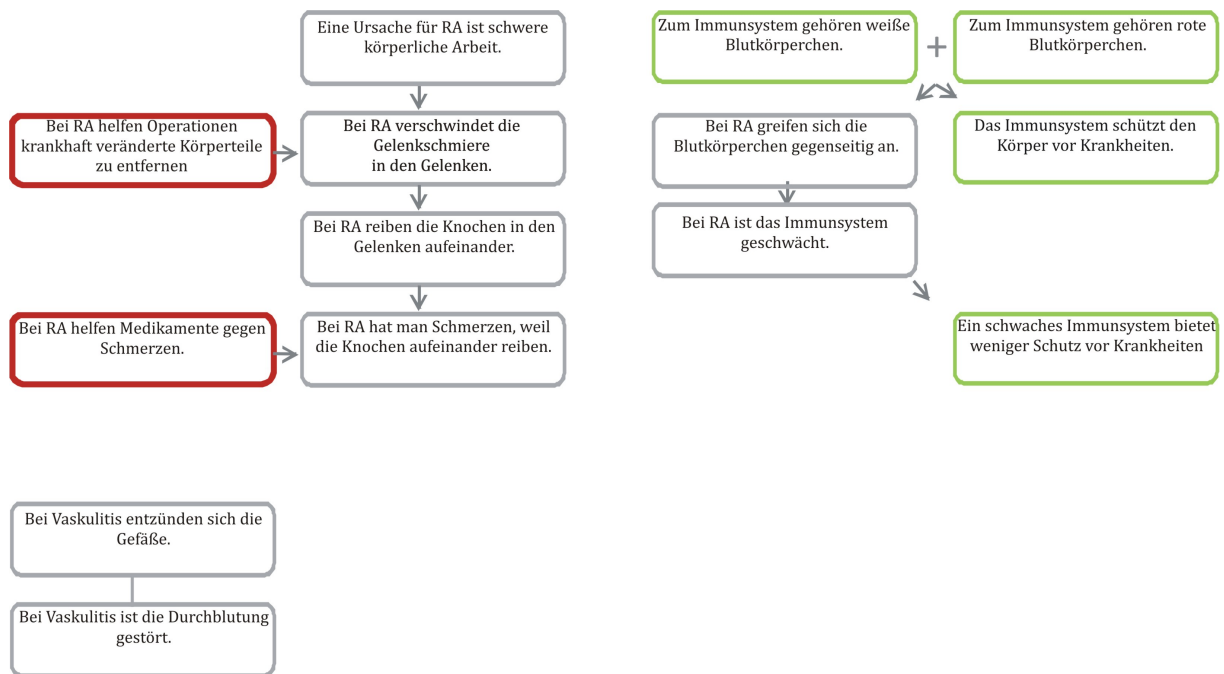 Eine Ursache für RA ist schwere
körperliche Arbeit.
Bei RA helfen Operationen
krankhaft veränderte Körperteile
zu entfernen
Bei RA verschwindet die
Gelenkschmiere
in den Gelenken.
Bei RA reiben die Knochen in den
Gelenken aufeinander.
Bei RA helfen Medikamente gegen
Schmerzen.
Bei RA hat man Schmerzen, weil
die Knochen aufeinander reiben.
Zum Immunsystem gehören weiße
Blutkörperchen.
+
Zum Immunsystem gehören rote
Blutkörperchen.
Bei RA greifen sich die
Blutkörperchen gegenseitig an.
Das Immunsystem schützt den
Körper vor Krankheiten.
Bei RA ist das Immunsystem
geschwächt.
Ein schwaches Immunsystem bietet
weniger Schutz vor Krankheiten
Bei Vaskulitis entzünden sich die
Gefäße.
Bei Vaskulitis ist die Durchblutung
gestört.